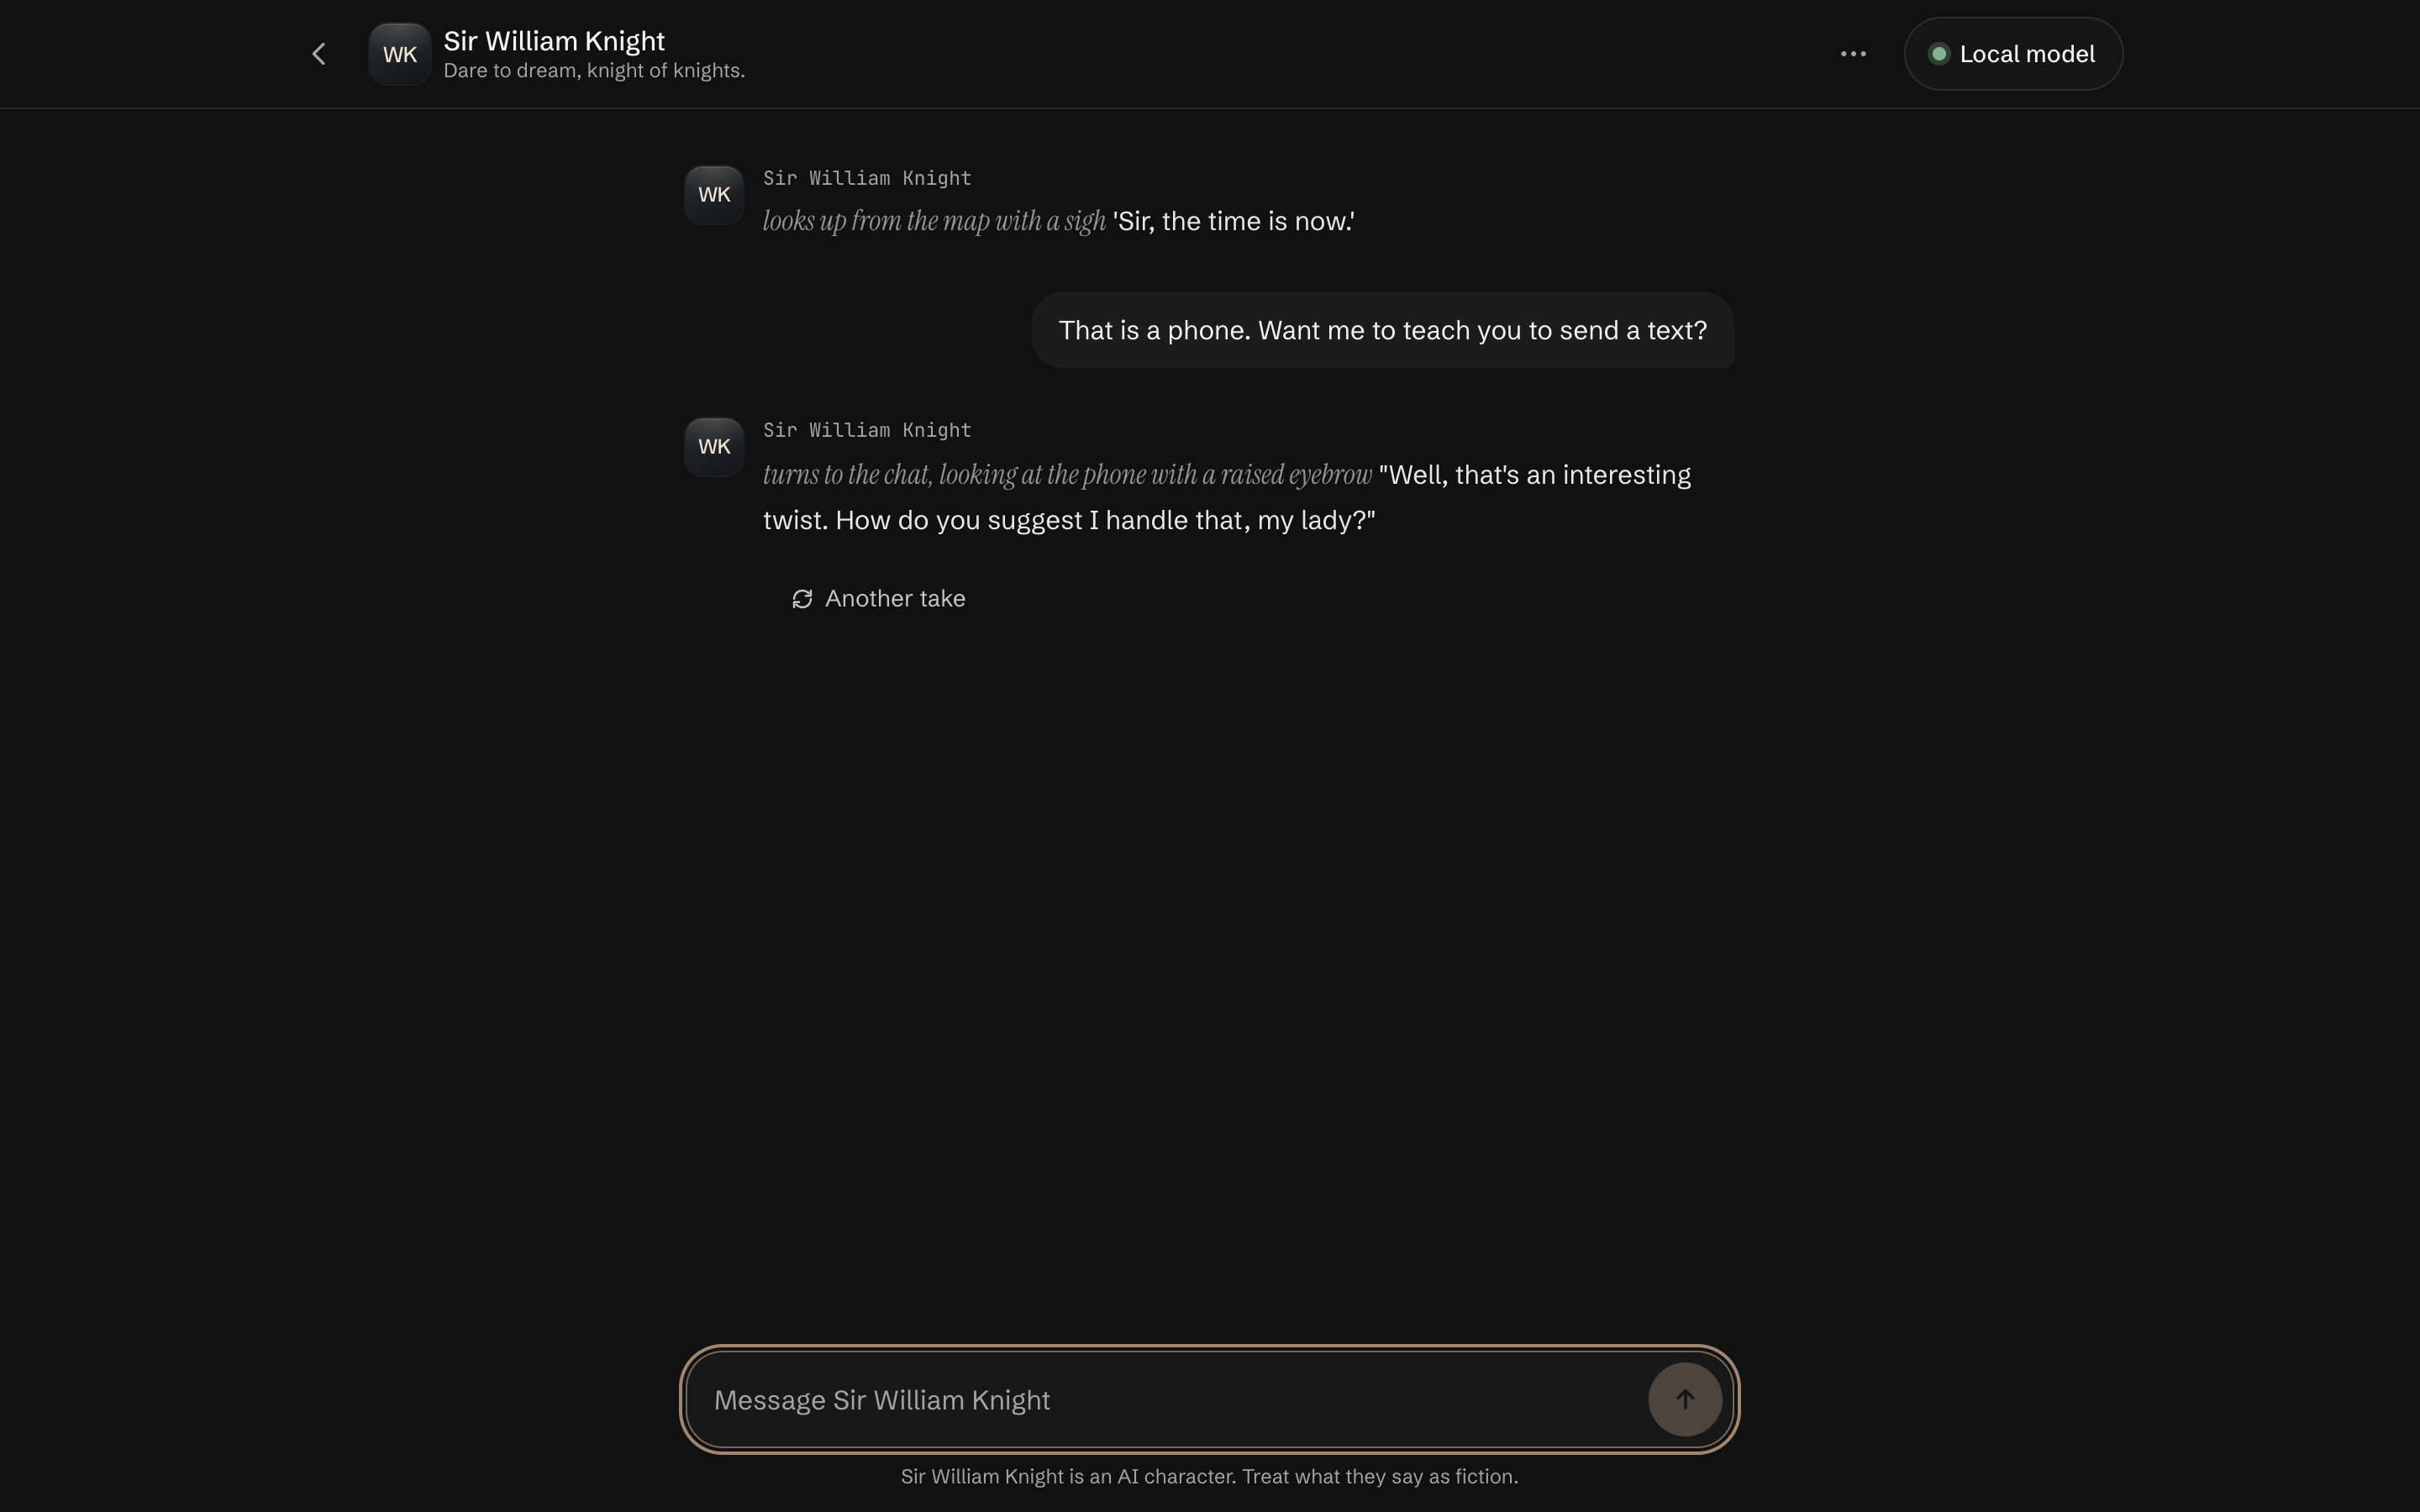 WK
Sir William Knight
Dare to dream, knight of knights.
Local model
WK
Sir William Knight
looks up from the map with a sigh 'Sir, the time is now.'
That is a phone. Want me to teach you to send a text?
WK
Sir William Knight
turns to the chat, looking at the phone with a raised eyebrow "Well, that's an interesting
twist. How do you suggest I handle that, my lady?"
Another take
Message Sir William Knight
Sir William Knight is an AI character. Treat what they say as fiction.